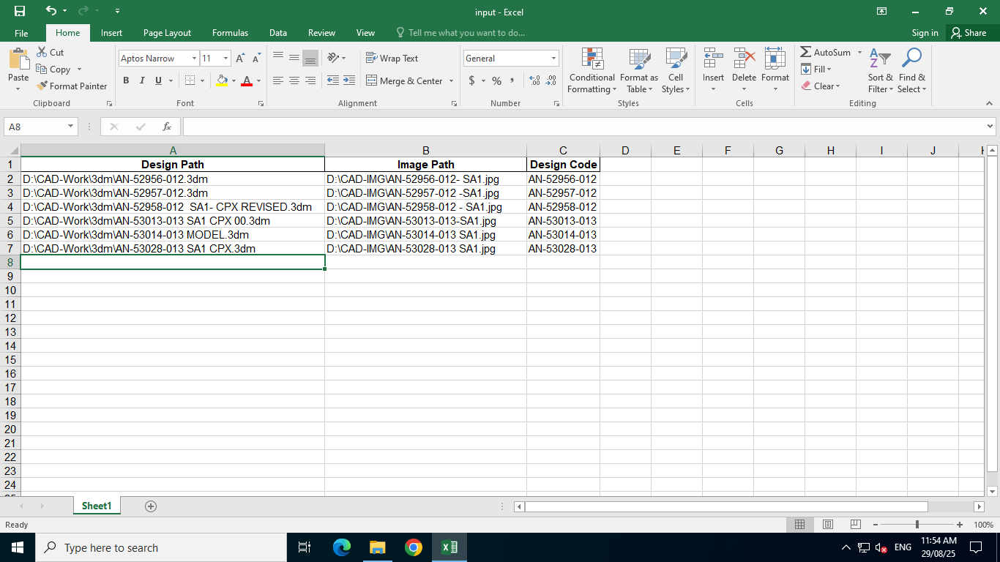 input - Excel
File Home Insert Page Layout Formulas Data Review View Tell me what you want to do... Sign in Share
Paste Cut Copy Format Painter Clipboard
Aptos Narrow 11 B I U A A A Font
Wrap Text Merge & Center Alignment
General $ % , .00 .0 Number
Conditional Formatting Format as Table Cell Styles Styles
Insert Delete Format Cells
AutoSum Fill Clear Sort & Filter Find & Select Editing
A8 fx
A B C D E F G H I J
1 Design Path Image Path Design Code
2 D:\CAD-Work\3dm\AN-52956-012.3dm D:\CAD-IMG\AN-52956-012- SA1.jpg AN-52956-012
3 D:\CAD-Work\3dm\AN-52957-012.3dm D:\CAD-IMG\AN-52957-012 -SA1.jpg AN-52957-012
4 D:\CAD-Work\3dm\AN-52958-012  SA1- CPX REVISED.3dm D:\CAD-IMG\AN-52958-012 - SA1.jpg AN-52958-012
5 D:\CAD-Work\3dm\AN-53013-013 SA1 CPX 00.3dm D:\CAD-IMG\AN-53013-013-SA1.jpg AN-53013-013
6 D:\CAD-Work\3dm\AN-53014-013 MODEL.3dm D:\CAD-IMG\AN-53014-013 SA1.jpg AN-53014-013
7 D:\CAD-Work\3dm\AN-53028-013 SA1 CPX.3dm D:\CAD-IMG\AN-53028-013 SA1.jpg AN-53028-013
8
9
10
11
12
13
14
15
16
17
18
19
20
21
22
23
24
Sheet1
Ready 100%
Type here to search ENG 11:54 AM
29/08/25